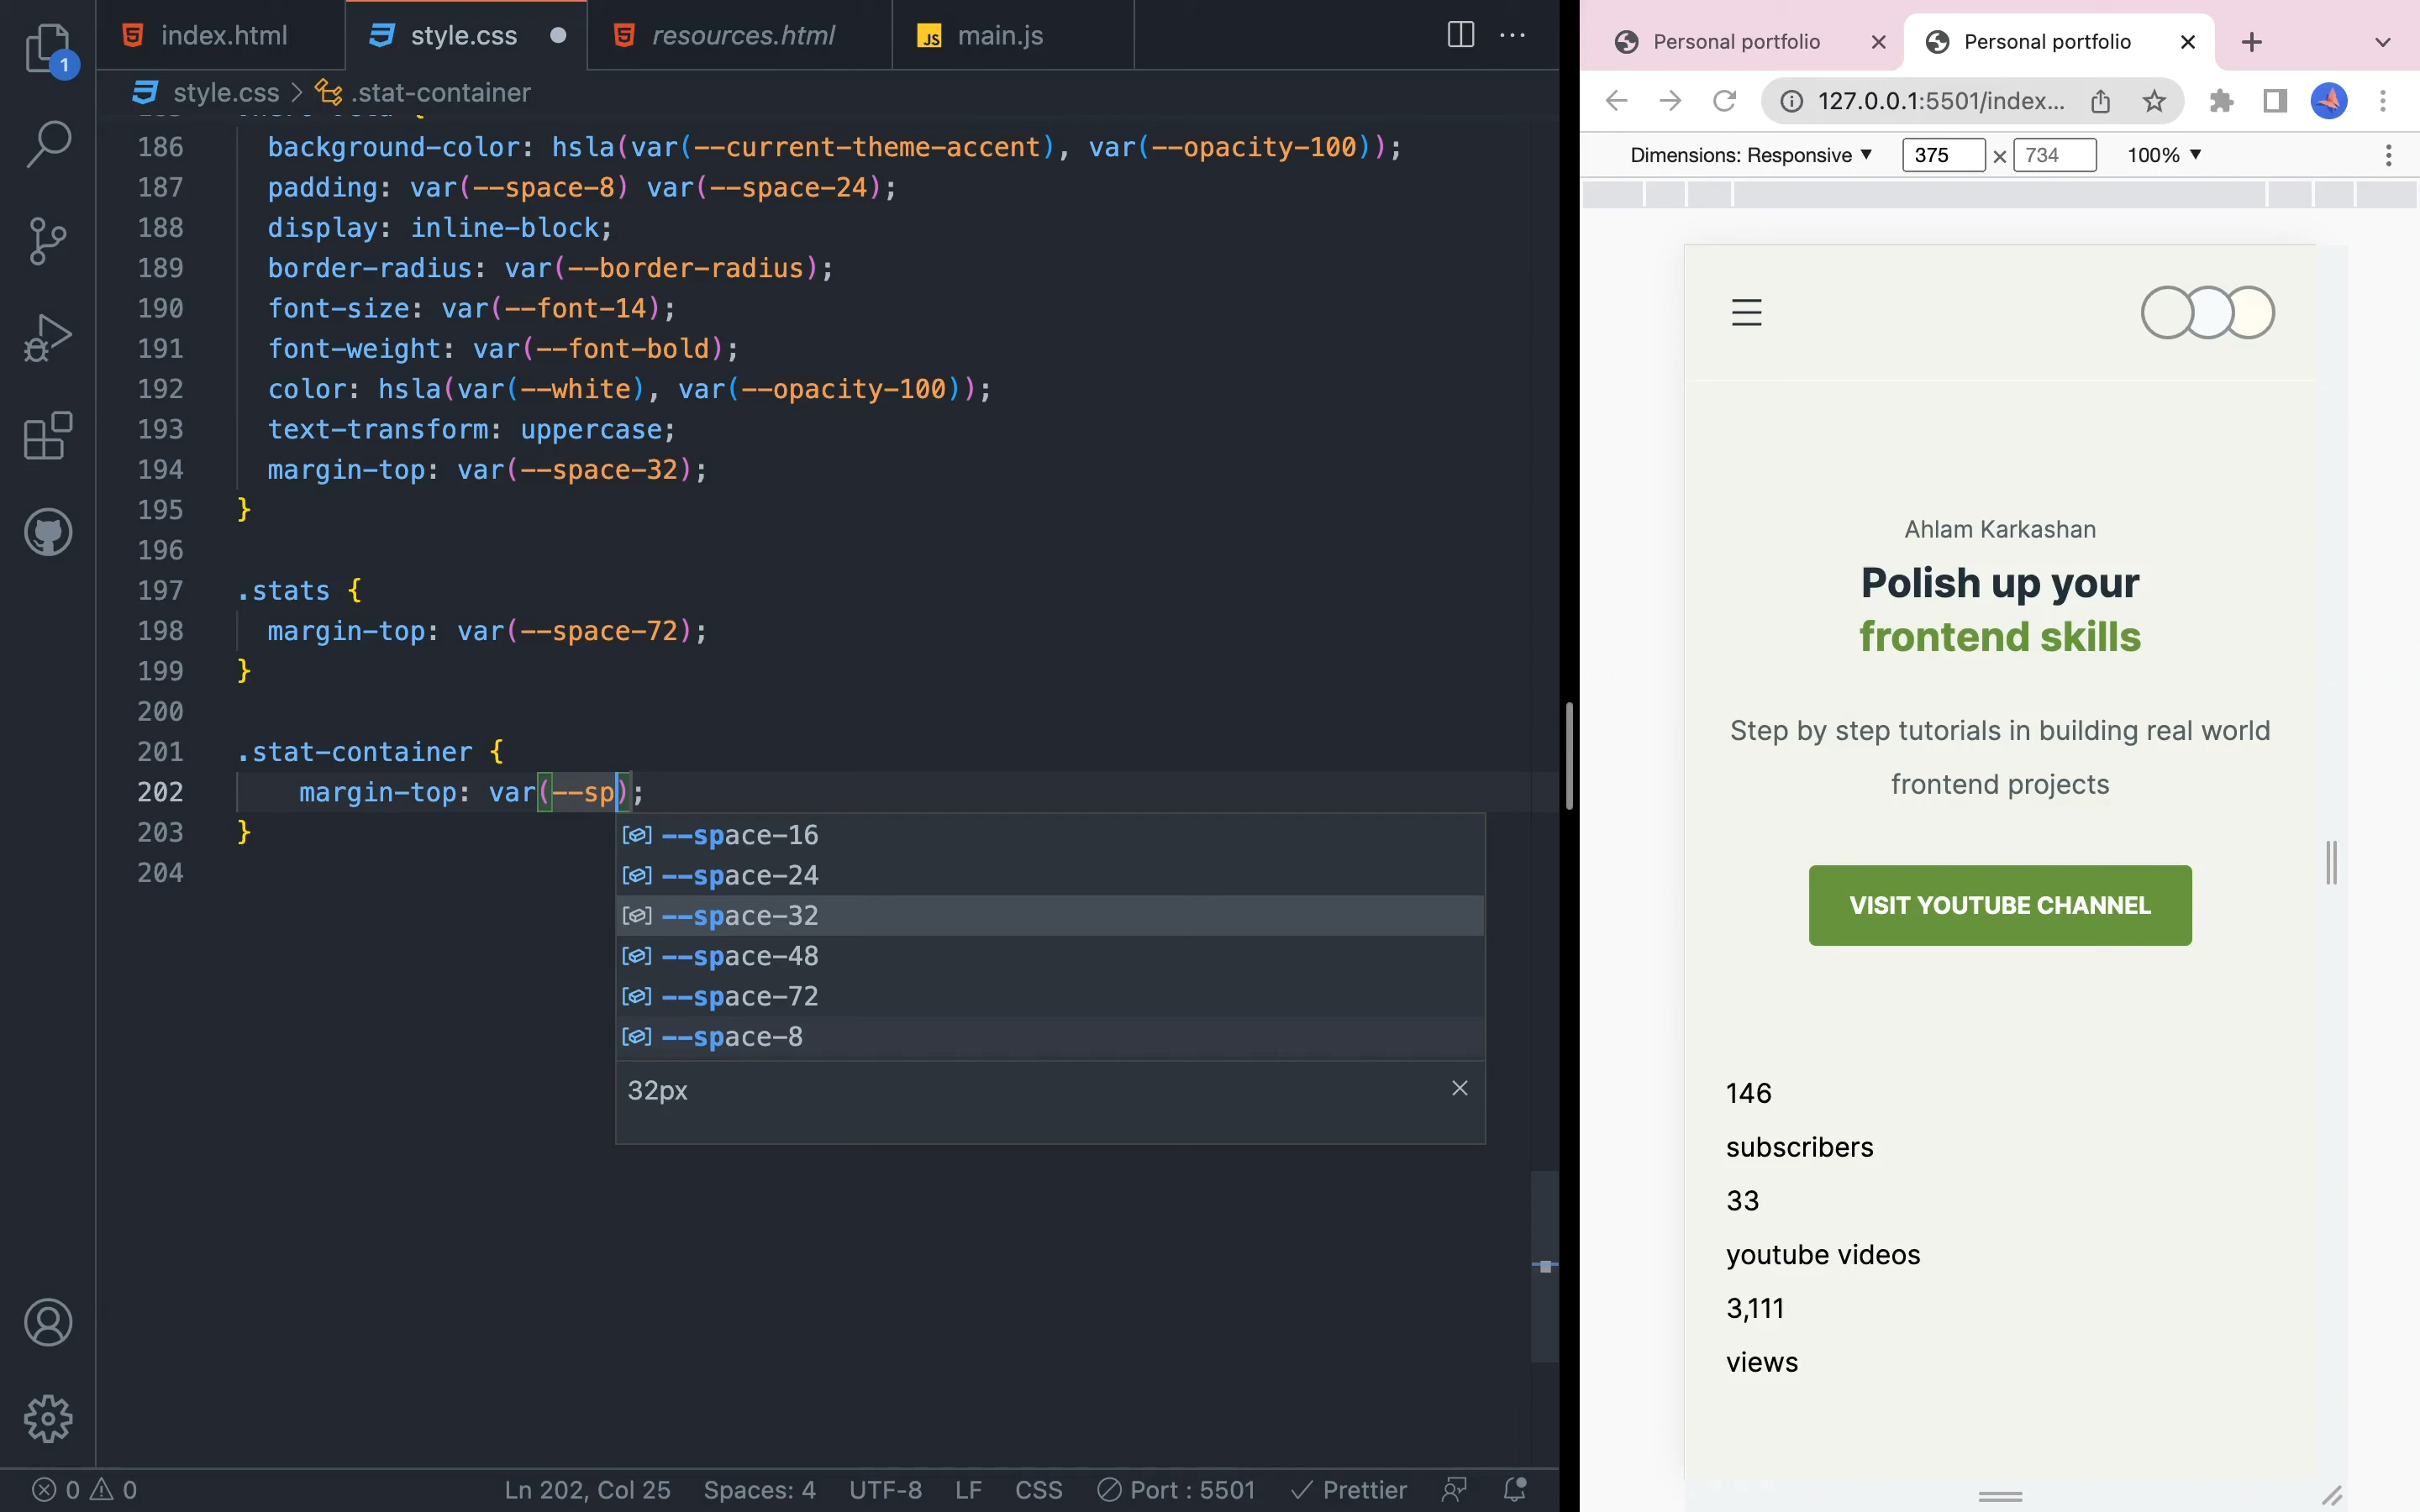 index.html
style.css
resources.html
main.js
style.css
.stat-container
186 background-color: hsla(var(--current-theme-accent), var(--opacity-100));
187 padding: var(--space-8) var(--space-24);
188 display: inline-block;
189 border-radius: var(--border-radius);
190 font-size: var(--font-14);
191 font-weight: var(--font-bold);
192 color: hsla(var(--white), var(--opacity-100));
193 text-transform: uppercase;
194 margin-top: var(--space-32);
195 }
196
197 .stats {
198 margin-top: var(--space-72);
199 }
200
201 .stat-container {
202 margin-top: var(--sp);
203 }
204
--space-16
--space-24
--space-32
--space-48
--space-72
--space-8
32px
1
JS
0 0
Ln 202, Col 25
Spaces: 4
UTF-8
LF
CSS
Port : 5501
Prettier
Personal portfolio
Personal portfolio
127.0.0.1:5501/index...
Dimensions: Responsive
375 × 734
100%
Ahlam Karkashan
Polish up your
frontend skills
Step by step tutorials in building real world
frontend projects
VISIT YOUTUBE CHANNEL
146
subscribers
33
youtube videos
3,111
views